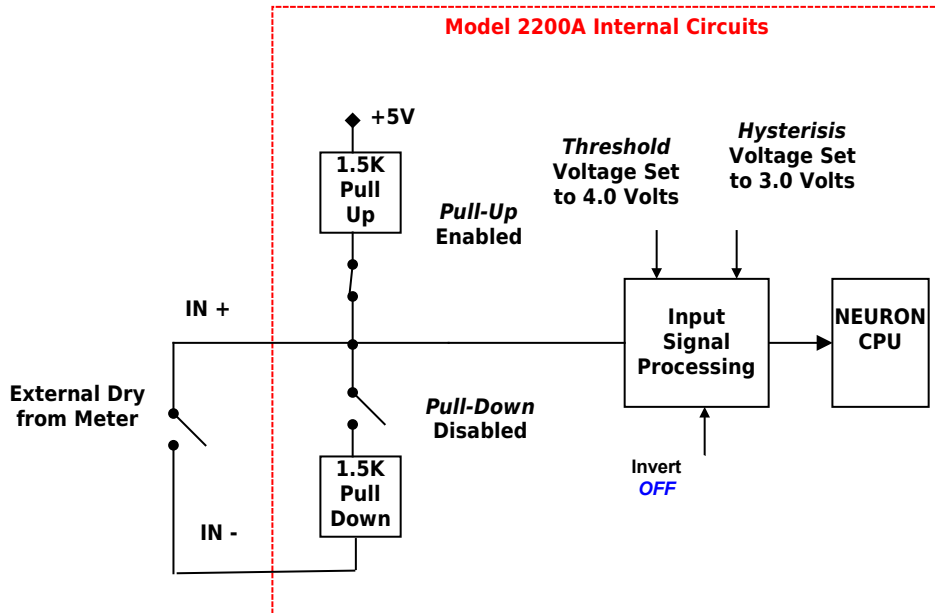 Model 2200A Internal Circuits
+5V
1.5K
Pull
Up
Pull-Up
Enabled
Threshold
Voltage Set
to 4.0 Volts
Hysterisis
Voltage Set
to 3.0 Volts
IN +
Input
Signal
Processing
NEURON
CPU
External Dry
from Meter
Pull-Down
Disabled
1.5K
Pull
Down
Invert
OFF
IN -